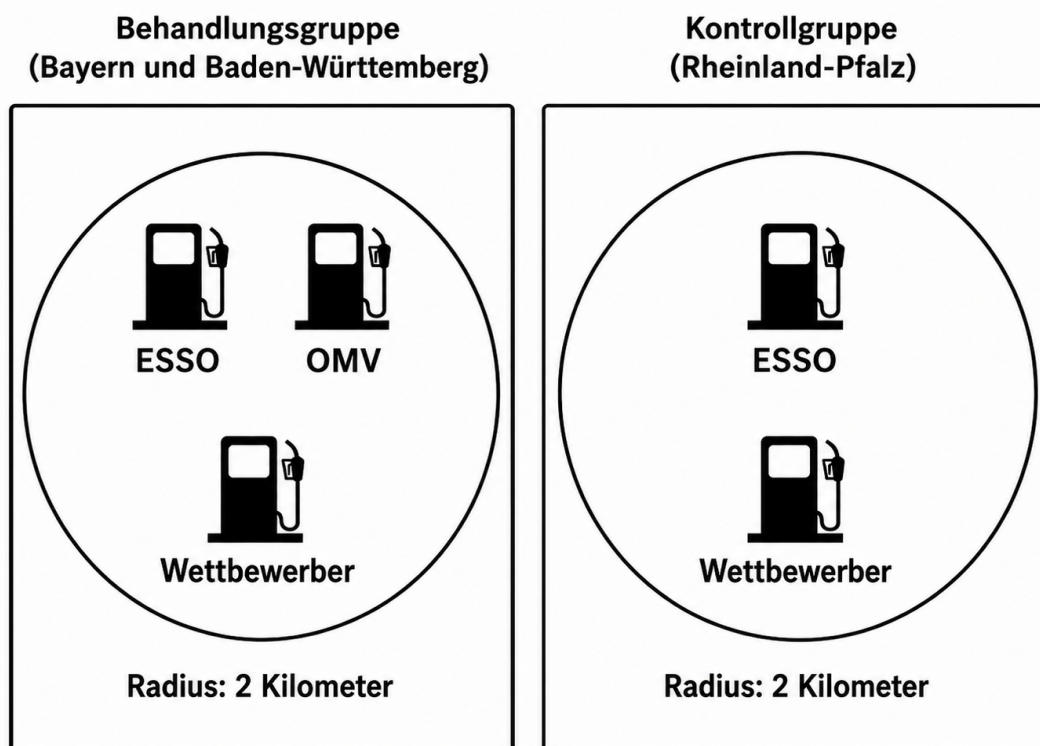 Behandlungsgruppe
(Bayern und Baden-Württemberg)
ESSO
OMV
Wettbewerber
Radius: 2 Kilometer
Kontrollgruppe
(Rheinland-Pfalz)
ESSO
Wettbewerber
Radius: 2 Kilometer